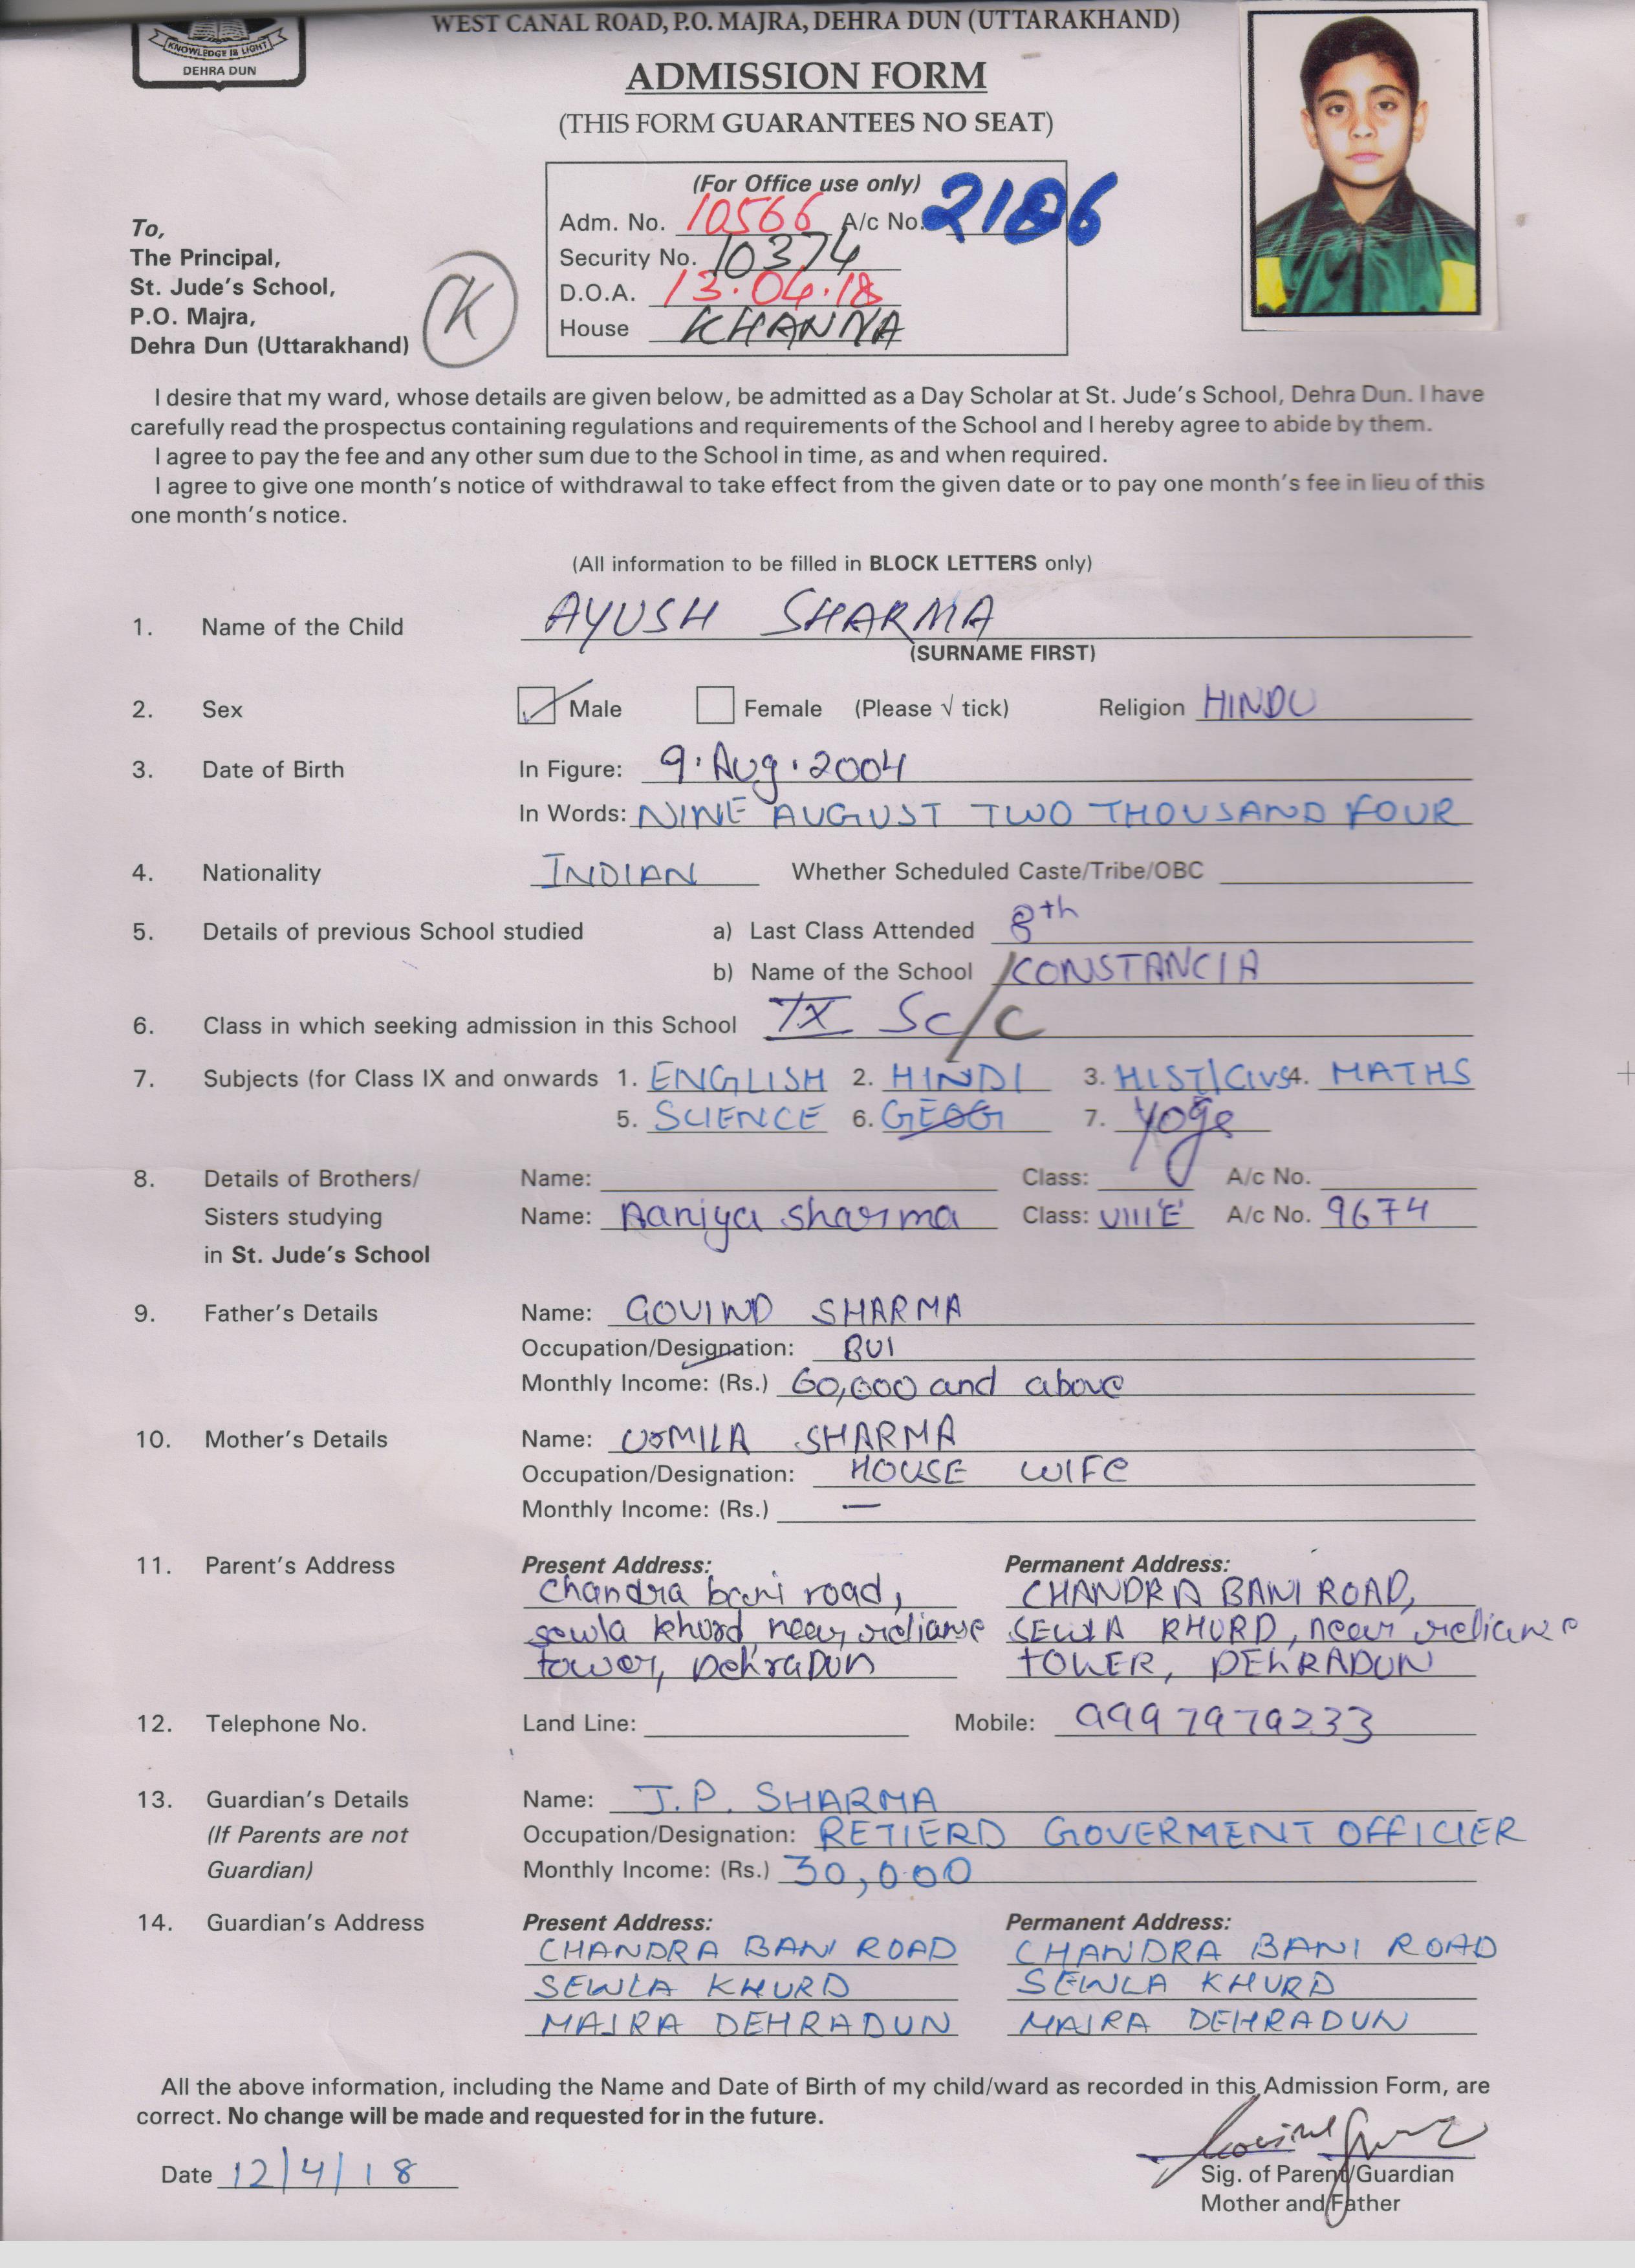 WEST CANAL ROAD, P.O. MAJRA, DEHRA DUN (UTTARAKHAND)
KNOWLEDGE IS LIGHT
DEHRA DUN
ADMISSION FORM
(THIS FORM GUARANTEES NO SEAT)
(For Office use only)
Adm. No. 10566 A/c No. 2186
Security No. 10374
D.O.A. 13.04.18
House KHANNA
To,
The Principal,
St. Jude's School,
P.O. Majra,
Dehra Dun (Uttarakhand)
K
I desire that my ward, whose details are given below, be admitted as a Day Scholar at St. Jude's School, Dehra Dun. I have
carefully read the prospectus containing regulations and requirements of the School and I hereby agree to abide by them.
I agree to pay the fee and any other sum due to the School in time, as and when required.
I agree to give one month's notice of withdrawal to take effect from the given date or to pay one month's fee in lieu of this
one month's notice.
(All information to be filled in BLOCK LETTERS only)
1. Name of the Child AYUSH SHARMA
(SURNAME FIRST)
2. Sex Male Female (Please √ tick) Religion HINDU
3. Date of Birth In Figure: 9.Aug.2004
In Words: NINE AUGUST TWO THOUSAND FOUR
4. Nationality INDIAN Whether Scheduled Caste/Tribe/OBC
5. Details of previous School studied a) Last Class Attended 8th
b) Name of the School CONSTANCIA
6. Class in which seeking admission in this School IX Sc/C
7. Subjects (for Class IX and onwards 1. ENGLISH 2. HINDI 3. HIST|CIVS 4. MATHS
5. SCIENCE 6. GEOG 7. Yoge
8. Details of Brothers/ Name: Class: A/c No.
Sisters studying Name: Aaniya Sharma Class: VIII'E' A/c No. 9674
in St. Jude's School
9. Father's Details Name: GOVIND SHARMA
Occupation/Designation: BUI
Monthly Income: (Rs.) 60,000 and above
10. Mother's Details Name: UrMILA SHARMA
Occupation/Designation: HOUSE WIFe
Monthly Income: (Rs.) —
11. Parent's Address Present Address: Permanent Address:
Chandra bani road, CHANDRA BANI ROAD,
sewla khurd near reliance SEWLA KHURD, near reliance
tower, DehraDUN TOWER, DEhRADUN
12. Telephone No. Land Line: Mobile: 9997979233
13. Guardian's Details Name: J.P. SHARMA
(If Parents are not Occupation/Designation: RETIERD GOVERMENT OFFICIER
Guardian) Monthly Income: (Rs.) 30,000
14. Guardian's Address Present Address: Permanent Address:
CHANDRA BANI ROAD CHANDRA BANI ROAD
SEWLA KHURD SEWLA KHURD
MAJRA DEHRADUN MAJRA DEHRADUN
All the above information, including the Name and Date of Birth of my child/ward as recorded in this Admission Form, are
correct. No change will be made and requested for in the future.
Date 12/4/18
Sig. of Parent/Guardian
Mother and Father